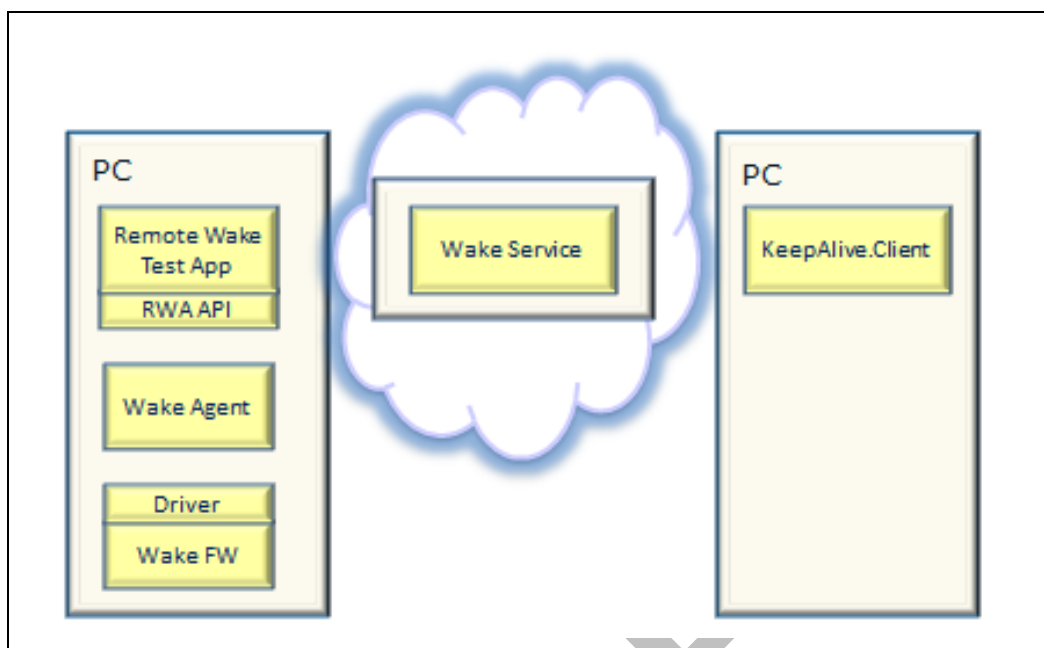 PC
Remote Wake
Test App
RWA API
Wake Agent
Driver
Wake FW
Wake Service
PC
KeepAlive.Client